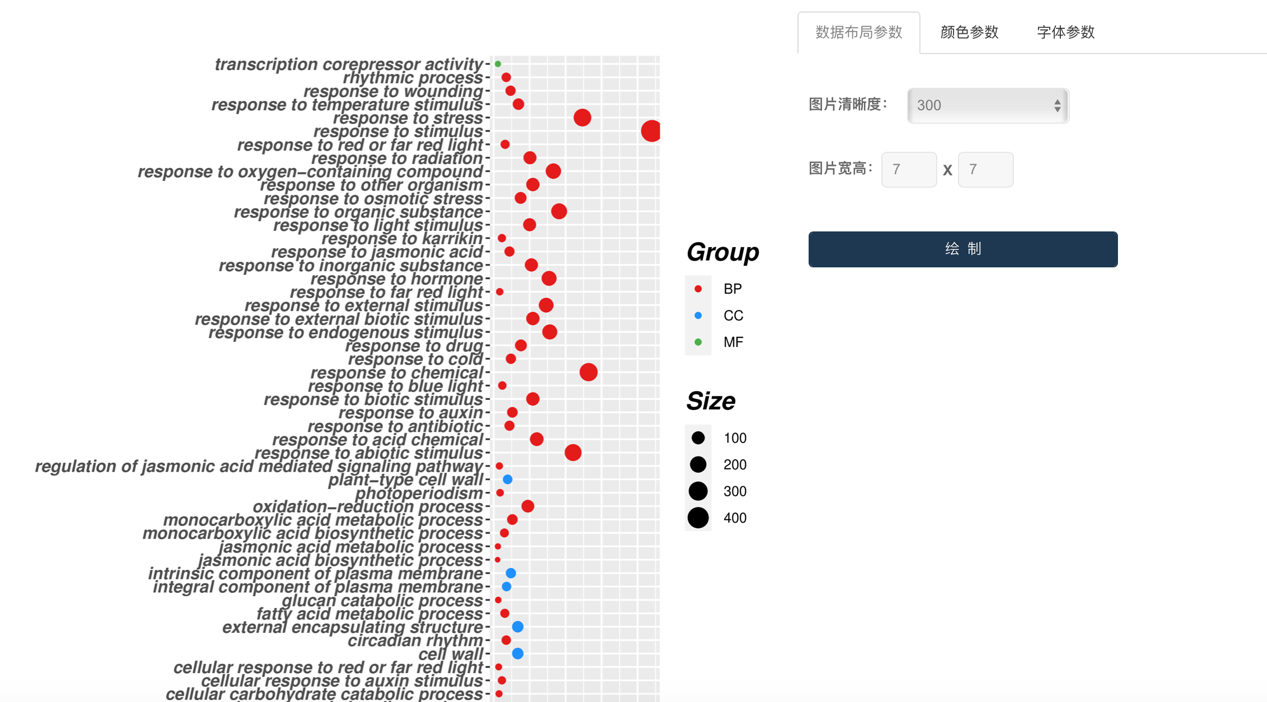 transcription corepressor activity
rhythmic process
response to wounding
response to temperature stimulus
response to stress
response to stimulus
response to red or far red light
response to radiation
response to oxygen−containing compound
response to other organism
response to osmotic stress
response to organic substance
response to light stimulus
response to karrikin
response to jasmonic acid
response to inorganic substance
response to hormone
response to far red light
response to external stimulus
response to external biotic stimulus
response to endogenous stimulus
response to drug
response to cold
response to chemical
response to blue light
response to biotic stimulus
response to auxin
response to antibiotic
response to acid chemical
response to abiotic stimulus
regulation of jasmonic acid mediated signaling pathway
plant−type cell wall
photoperiodism
oxidation−reduction process
monocarboxylic acid metabolic process
monocarboxylic acid biosynthetic process
jasmonic acid metabolic process
jasmonic acid biosynthetic process
intrinsic component of plasma membrane
integral component of plasma membrane
glucan catabolic process
fatty acid metabolic process
external encapsulating structure
circadian rhythm
cell wall
cellular response to red or far red light
cellular response to auxin stimulus
cellular carbohydrate catabolic process
Group
BP
CC
MF
Size
100
200
300
400
数据布局参数 颜色参数 字体参数
图片清晰度： 300
图片宽高： 7 X 7
绘 制